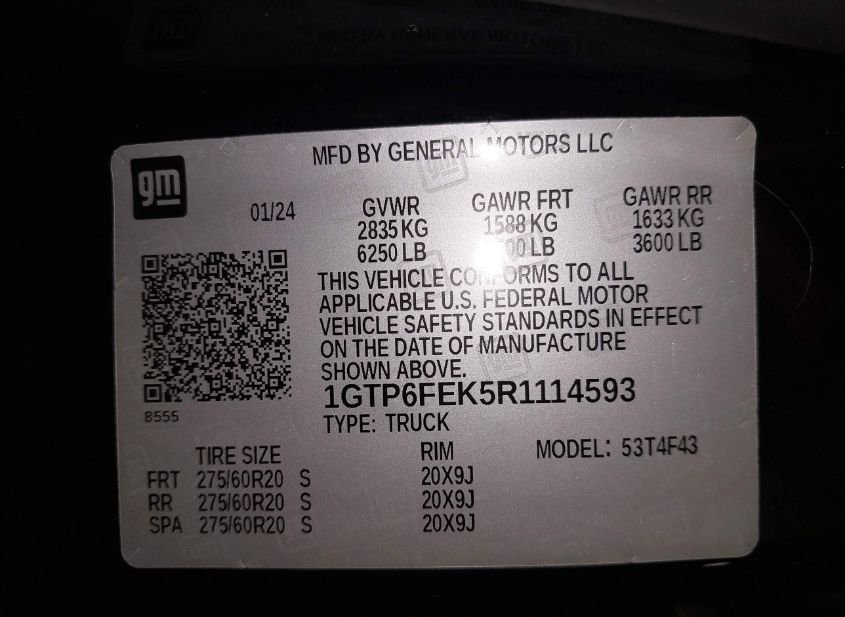 MFD BY GENERAL MOTORS LLC
gm
01/24
GVWR GAWR FRT GAWR RR
2835 KG 1588 KG 1633 KG
6250 LB 00 LB 3600 LB
THIS VEHICLE CONFORMS TO ALL
APPLICABLE U.S. FEDERAL MOTOR
VEHICLE SAFETY STANDARDS IN EFFECT
ON THE DATE OF MANUFACTURE
SHOWN ABOVE.
1GTP6FEK5R1114593
8555
TYPE: TRUCK
TIRE SIZE RIM MODEL: 53T4F43
FRT 275/60R20 S 20X9J
RR 275/60R20 S 20X9J
SPA 275/60R20 S 20X9J